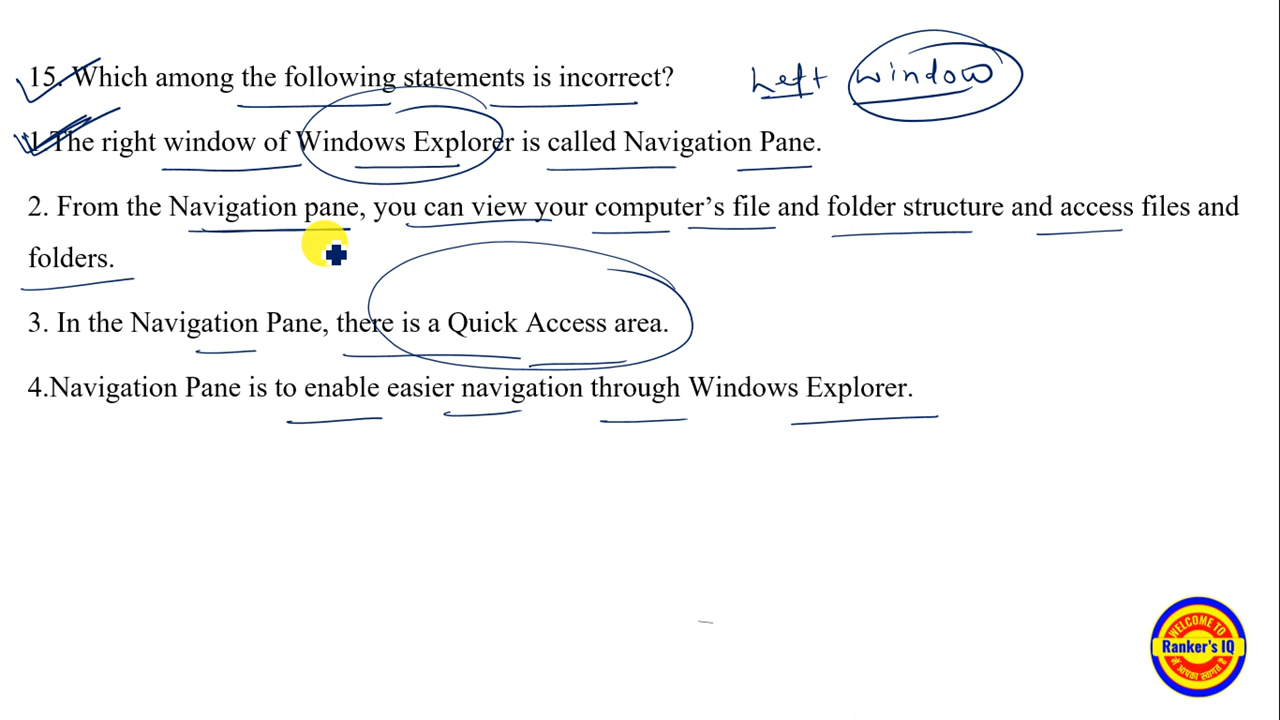 15. Which among the following statements is incorrect? Left window
1. The right window of Windows Explorer is called Navigation Pane.
2. From the Navigation pane, you can view your computer's file and folder structure and access files and
folders.
3. In the Navigation Pane, there is a Quick Access area.
4.Navigation Pane is to enable easier navigation through Windows Explorer.
WELCOME TO
Ranker's IQ
में आपका स्वागत है